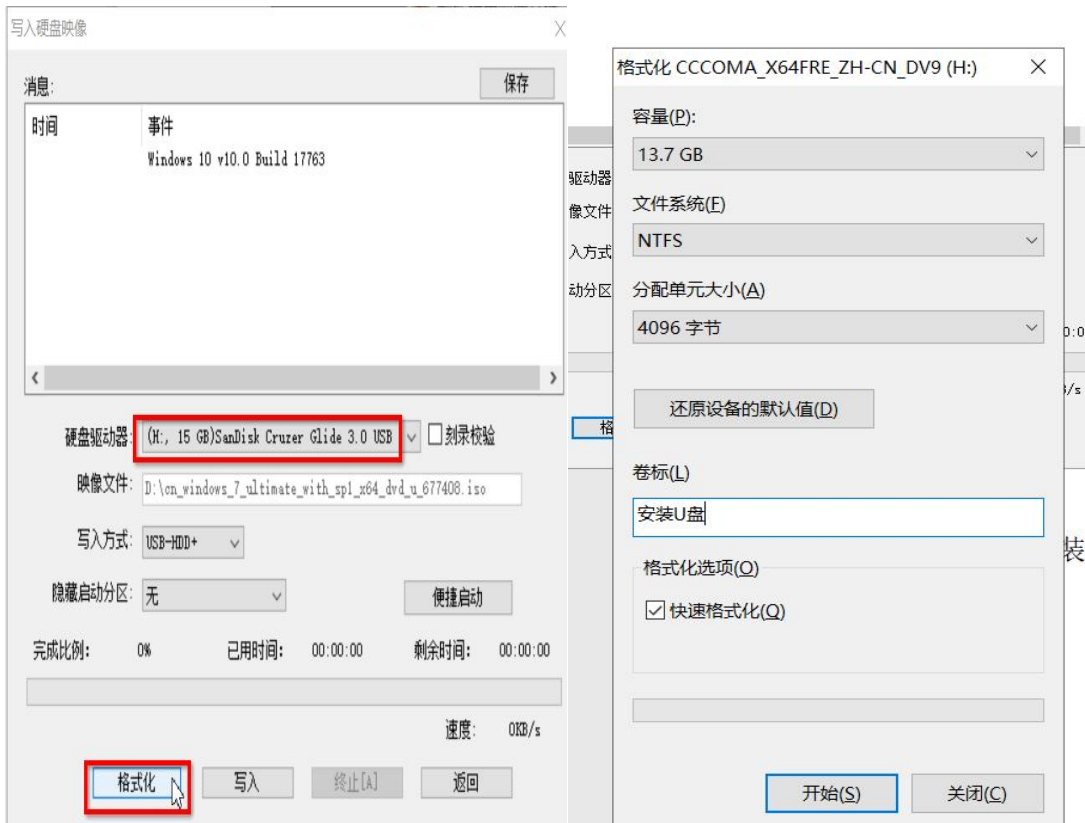 写入硬盘映像
消息:
保存
时间 事件
Windows 10 v10.0 Build 17763
硬盘驱动器: (H:, 15 GB)SanDisk Cruzer Glide 3.0 USB 刻录校验
映像文件: D:\cn_windows_7_ultimate_with_sp1_x64_dvd_u_677408.iso
写入方式: USB-HDD+
隐藏启动分区: 无 便捷启动
完成比例: 0% 已用时间: 00:00:00 剩余时间: 00:00:00
速度: 0KB/s
格式化 写入 终止[A] 返回
驱动器
像文件
入方式
动分区
格
格式化 CCCOMA_X64FRE_ZH-CN_DV9 (H:)
容量(P):
13.7 GB
文件系统(F)
NTFS
分配单元大小(A)
4096 字节
还原设备的默认值(D)
卷标(L)
安装U盘
格式化选项(O)
快速格式化(Q)
开始(S) 关闭(C)
0:0
/s
装